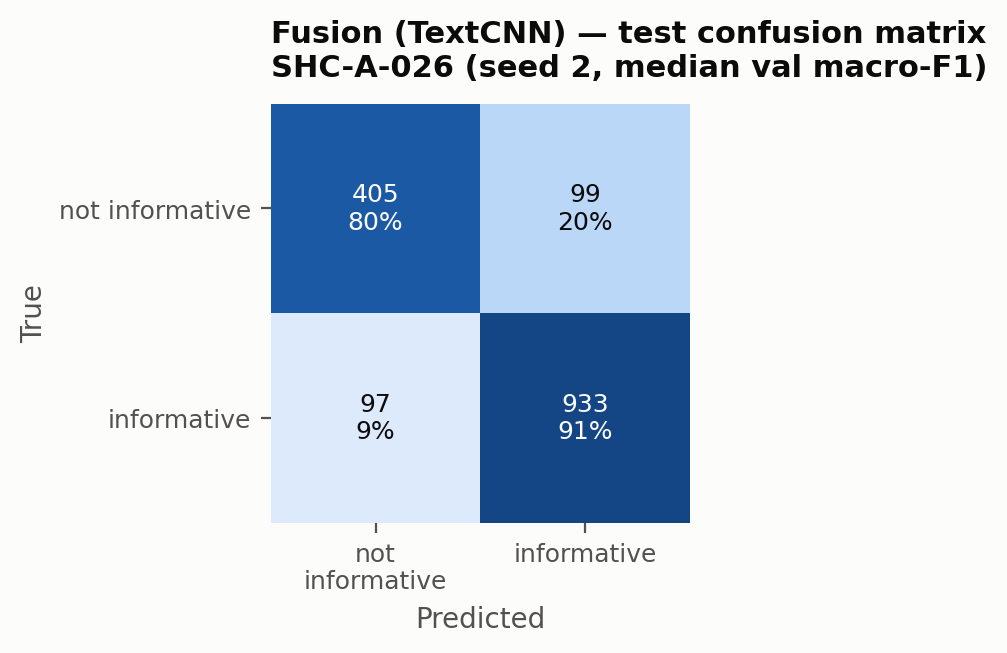 Fusion (TextCNN) — test confusion matrix
SHC-A-026 (seed 2, median val macro-F1)
True
not informative
405
80%
99
20%
informative
97
9%
933
91%
not
informative
informative
Predicted